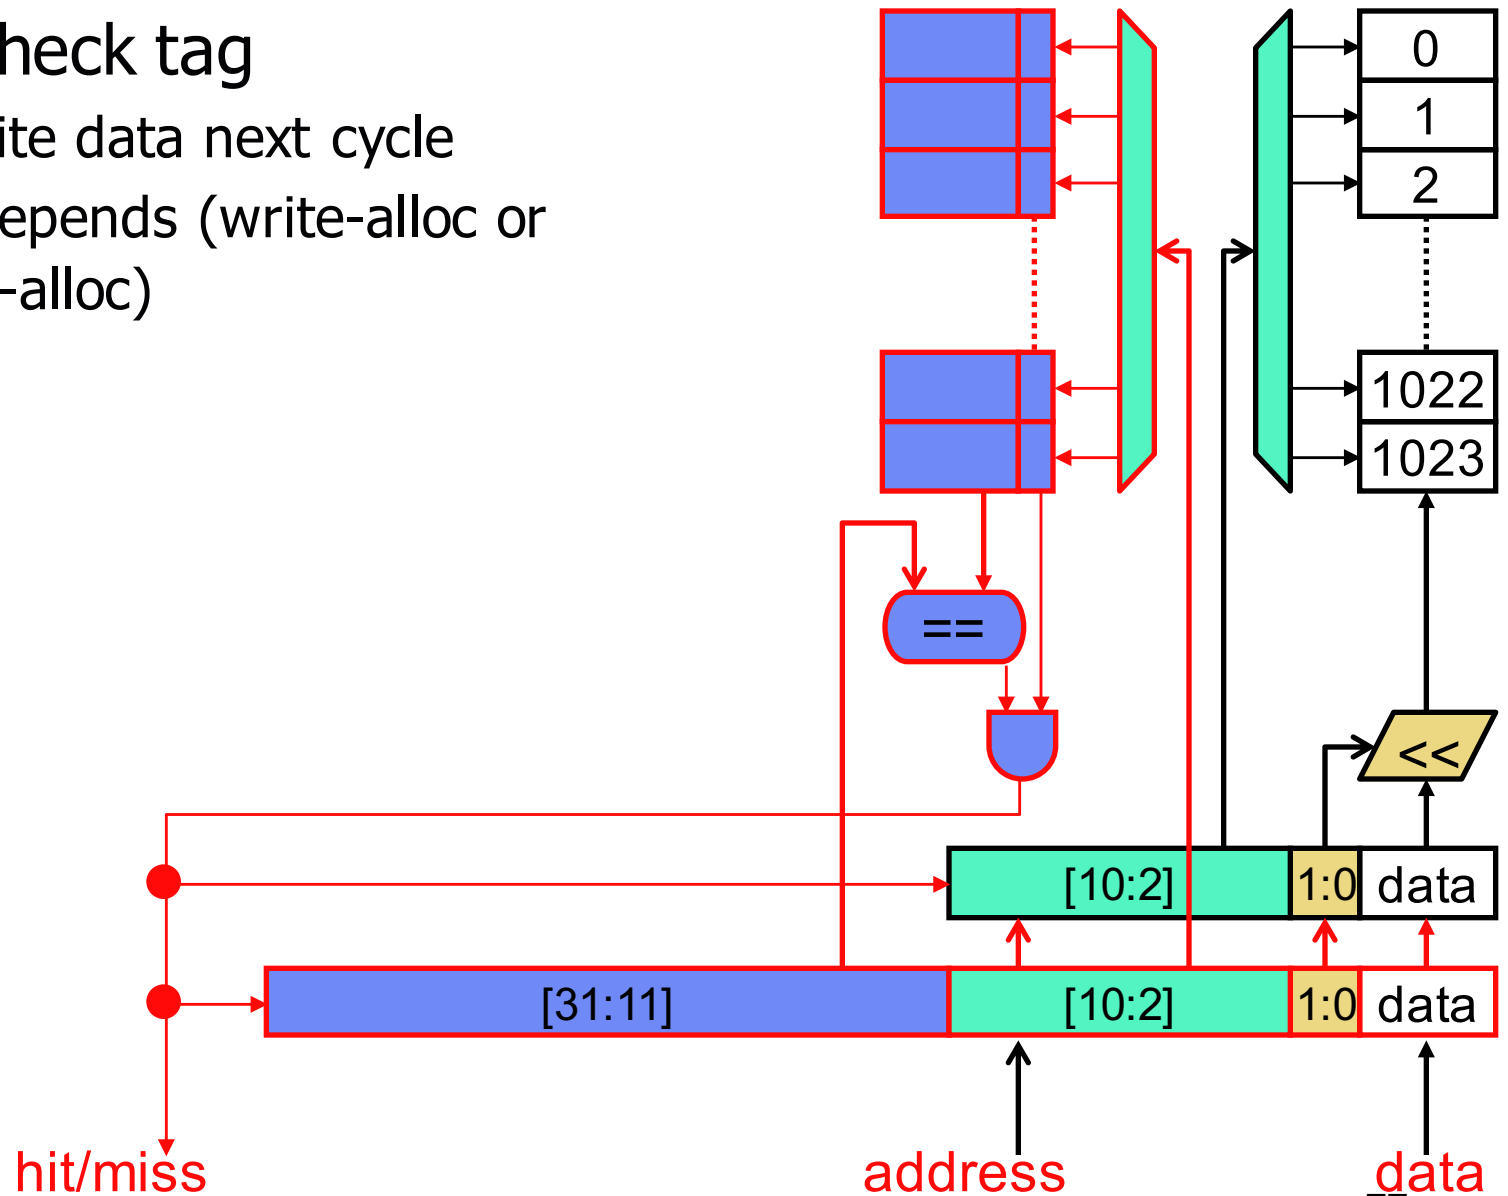 heck tag
ite data next cycle
epends (write-alloc or
-alloc)
0
1
2
1022
1023
==
<<
[10:2]
1:0
data
[31:11]
[10:2]
1:0
data
hit/miss
address
data